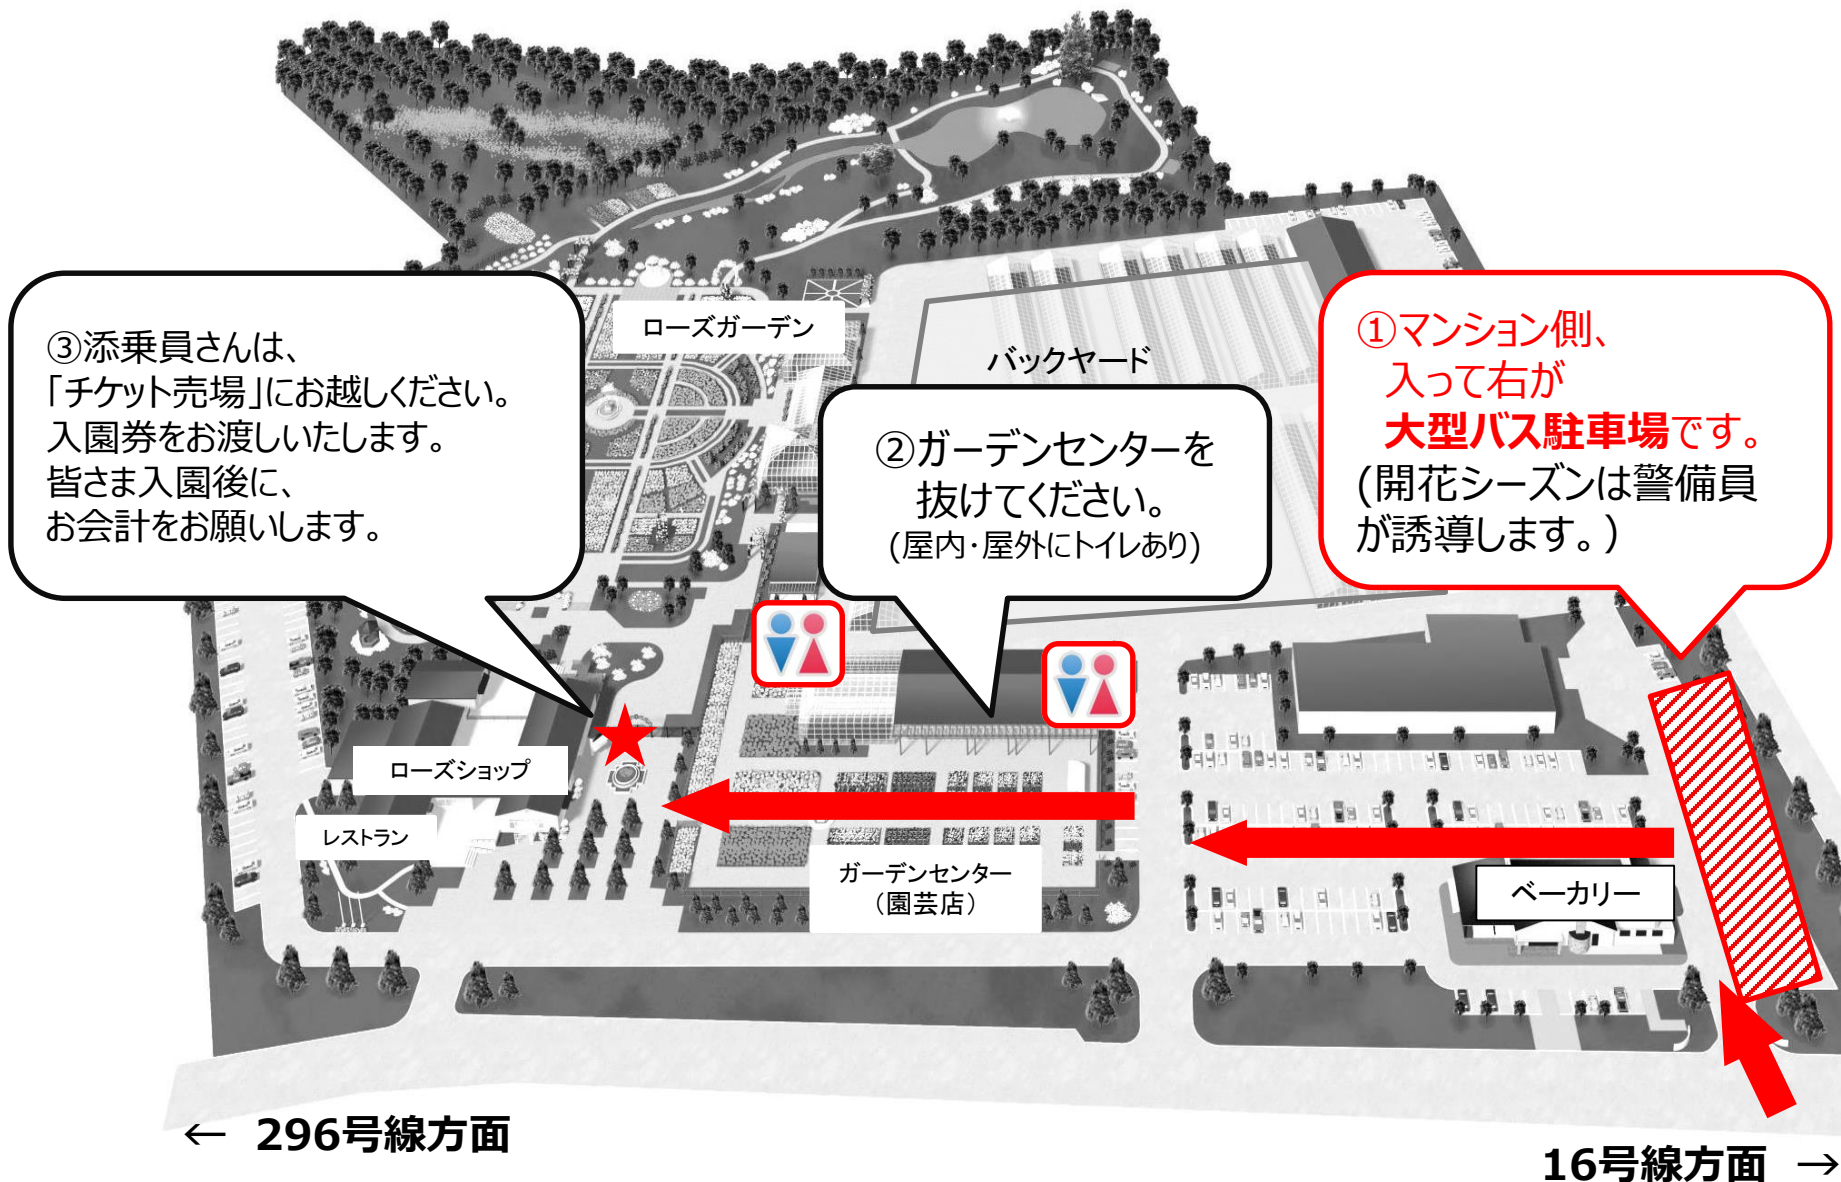 ローズガーデン
バックヤード
③添乗員さんは、
「チケット売場」にお越しください。
入園券をお渡しいたします。
皆さま入園後に、
お会計をお願いします。
②ガーデンセンターを
抜けてください。
(屋内・屋外にトイレあり)
①マンション側、
入って右が
大型バス駐車場です。
(開花シーズンは警備員
が誘導します。)
ローズショップ
レストラン
ガーデンセンター
(園芸店)
ベーカリー
← 296号線方面
16号線方面 →